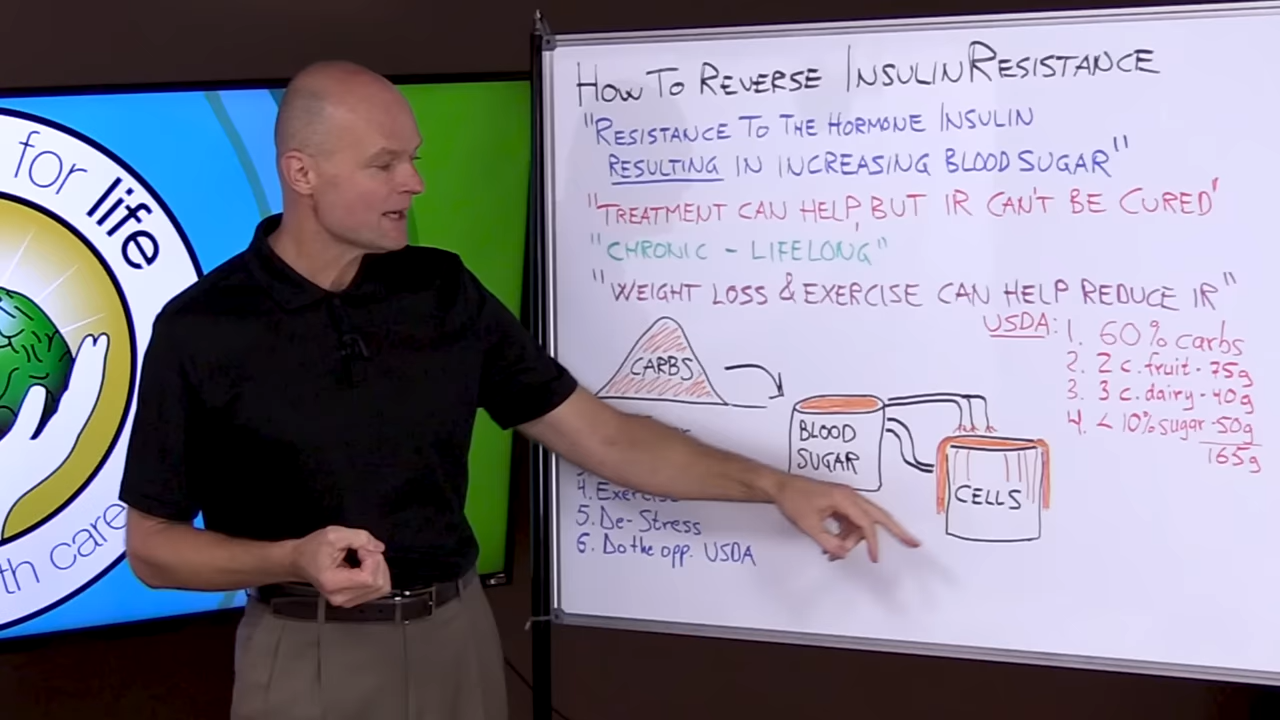 for life
th care
HOW TO REVERSE INSULIN RESISTANCE
"RESISTANCE TO THE HORMONE INSULIN
RESULTING IN INCREASING BLOOD SUGAR"
"TREATMENT CAN HELP, BUT IR CAN'T BE CURED"
"CHRONIC - LIFELONG"
"WEIGHT LOSS & EXERCISE CAN HELP REDUCE IR"
USDA: 1. 60% carbs
2. 2 c. fruit - 75g
3. 3 c. dairy - 40g
4. < 10% sugar - 50g
165g
CARBS
BLOOD
SUGAR
CELLS
4. Exercise
5. De-Stress
6. Do the opp. USDA